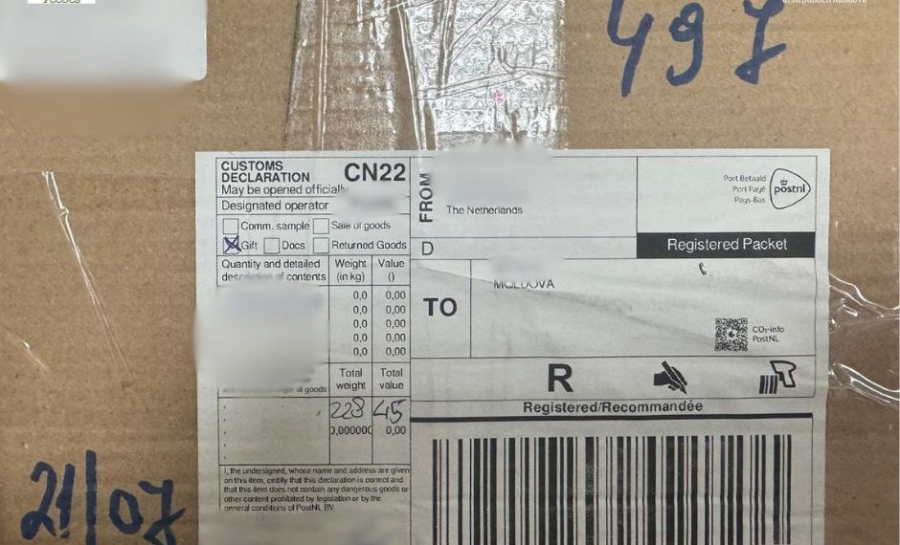 497
CUSTOMS
DECLARATION
CN22
May be opened officially
Designated operator
Comm. sample
Sale of goods
Gift
Docs
Returned Goods
Quantity and detailed
description of contents
Weight
(in kg)
Value
()
0,0 0,00
0,0 0,00
0,0 0,00
0,0 0,00
0,0 0,00
of goods
Total
weight
Total
value
228 45
0,000000 0,00
I, the undersigned, whose name and address are given
on this item, certify that this declaration is correct and
that this item does not contain any dangerous goods or
other content prohibited by legislation or by the
general conditions of PostNL BV.
FROM
The Netherlands
D
Port Betaald
Port Payé
Pays-Bas
postnl
Registered Packet
TO
MOLDOVA
CO₂-info
PostNL
R
Registered/Recommandée
21/07